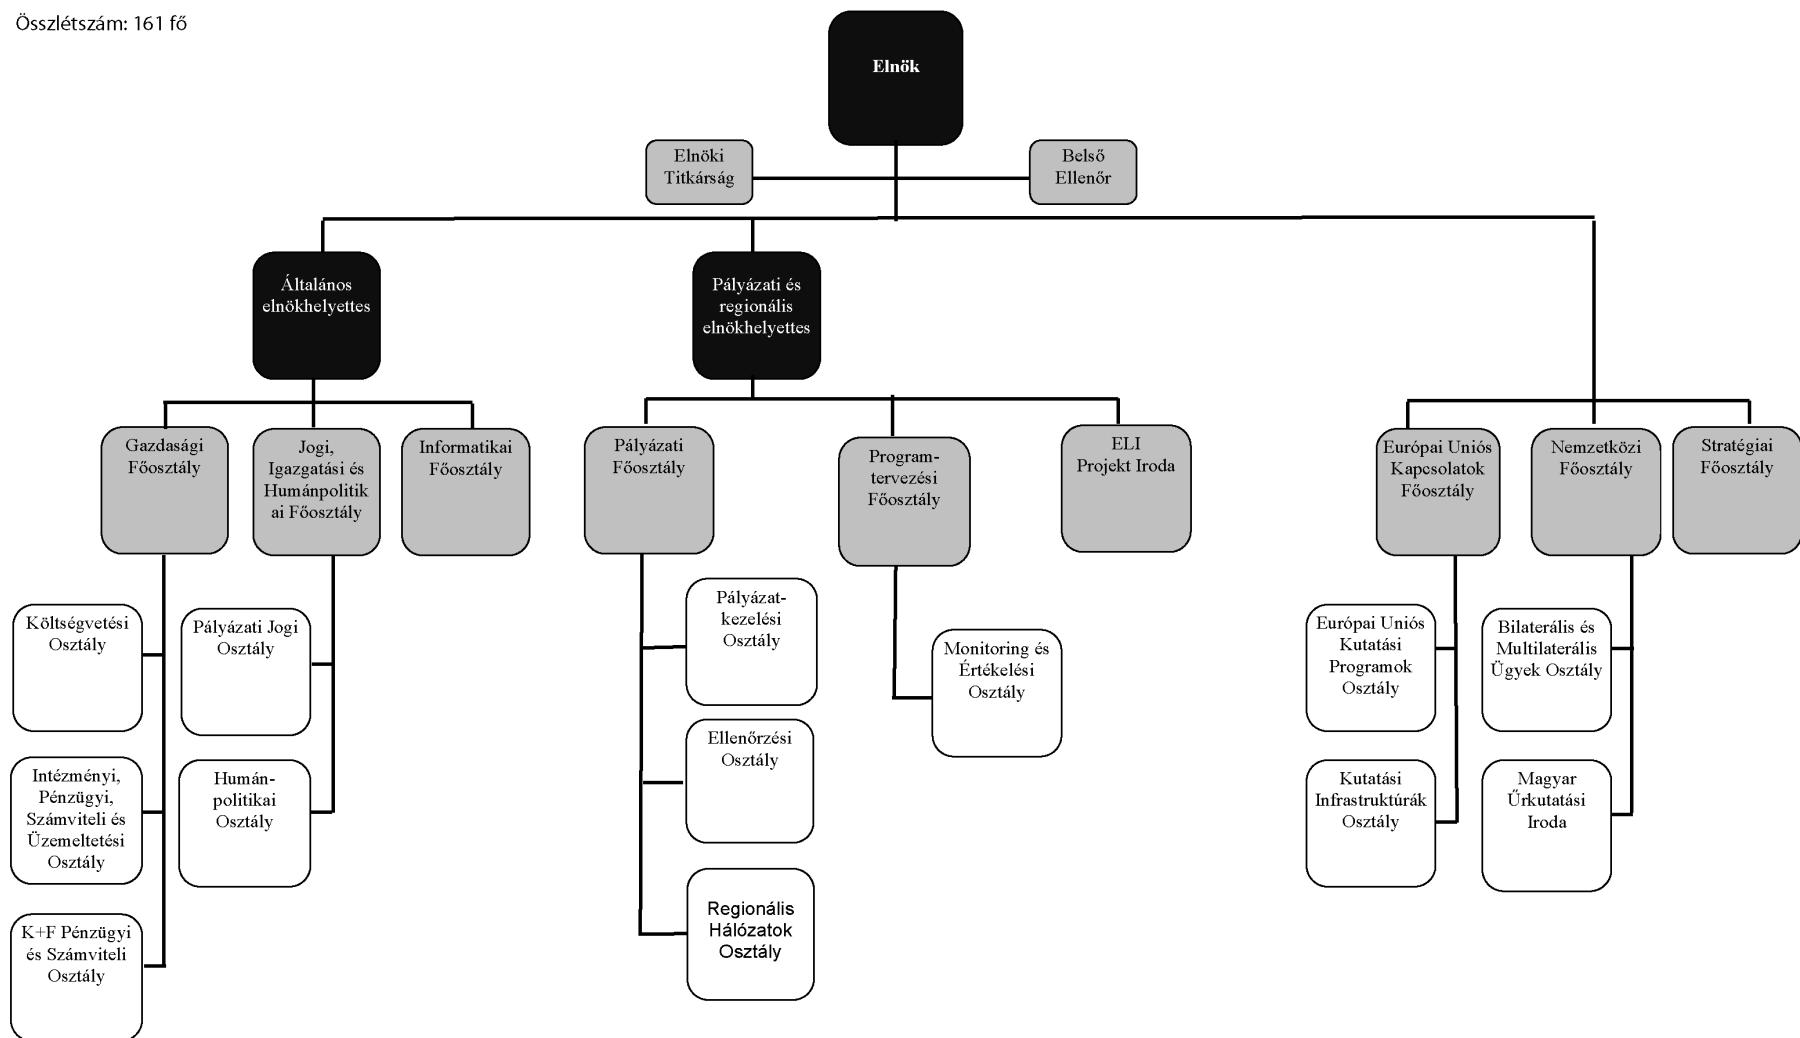 Összlétszám: 161 fő
Elnök
Elnöki
Titkárság
Belső
Ellenőr
Általános
elnökhelyettes
Pályázati és
regionális
elnökhelyettes
Gazdasági
Főosztály
Jogi,
Igazgatási és
Humánpolitik
ai Főosztály
Informatikai
Főosztály
Pályázati
Főosztály
Program-
tervezési
Főosztály
ELI
Projekt Iroda
Európai Uniós
Kapcsolatok
Főosztály
Nemzetközi
Főosztály
Stratégiai
Főosztály
Költségvetési
Osztály
Pályázati Jogi
Osztály
Pályázat-
kezelési
Osztály
Monitoring és
Értékelési
Osztály
Európai Uniós
Kutatási
Programok
Osztály
Bilaterális és
Multilaterális
Ügyek Osztály
Intézményi,
Pénzügyi,
Számviteli és
Üzemeltetési
Osztály
Humán-
politikai
Osztály
Ellenőrzési
Osztály
Kutatási
Infrastruktúrák
Osztály
Magyar
Űrkutatási
Iroda
K+F Pénzügyi
és Számviteli
Osztály
Regionális
Hálózatok
Osztály